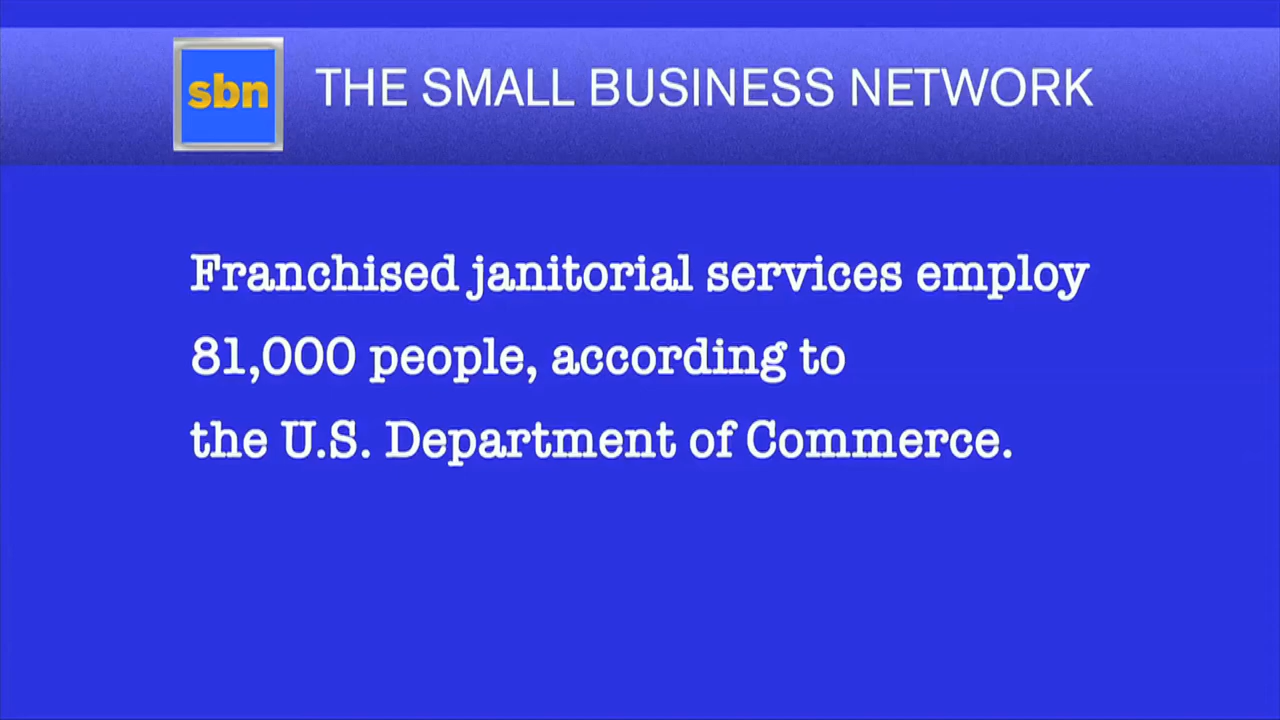 sbn THE SMALL BUSINESS NETWORK
Franchised janitorial services employ
81,000 people, according to
the U.S. Department of Commerce.